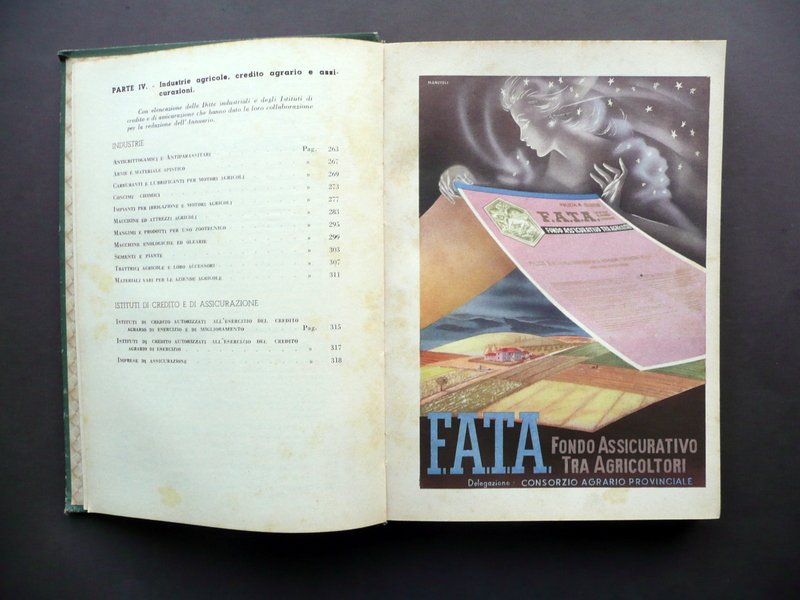 PARTE IV. - Industrie agricole, credito agrario e assi-
curazioni.
Con elencazione delle Ditte industriali e degli Istituti di
credito e di assicurazione che hanno dato la loro collaborazione
per la redazione dell'Annuario.
INDUSTRIE
Anticrittogamici e Antiparassitari Pag. 263
Armi e materiale apistico » 267
Carburanti e lubrificanti per motori agricoli » 269
Concimi chimici » 273
Impianti per irrigazione e motori agricoli » 277
Macchine ed attrezzi agricoli » 283
Mangimi e prodotti per uso zootecnico » 295
Macchine enologiche ed olearie » 299
Sementi e piante » 303
Trattrici agricole e loro accessori » 307
Materiali vari per le aziende agricole » 311
ISTITUTI DI CREDITO E DI ASSICURAZIONE
Istituti di credito autorizzati all'esercizio del credito
agrario di esercizio e di miglioramento Pag. 315
Istituti di credito autorizzati all'esercizio del credito
agrario di esercizio » 317
Imprese di assicurazione » 318
POLIZZA
F.A.T.A.
FONDO ASSICURATIVO TRA AGRICOLTORI
F.A.T.A. FONDO ASSICURATIVO
TRA AGRICOLTORI
Delegazione: CONSORZIO AGRARIO PROVINCIALE